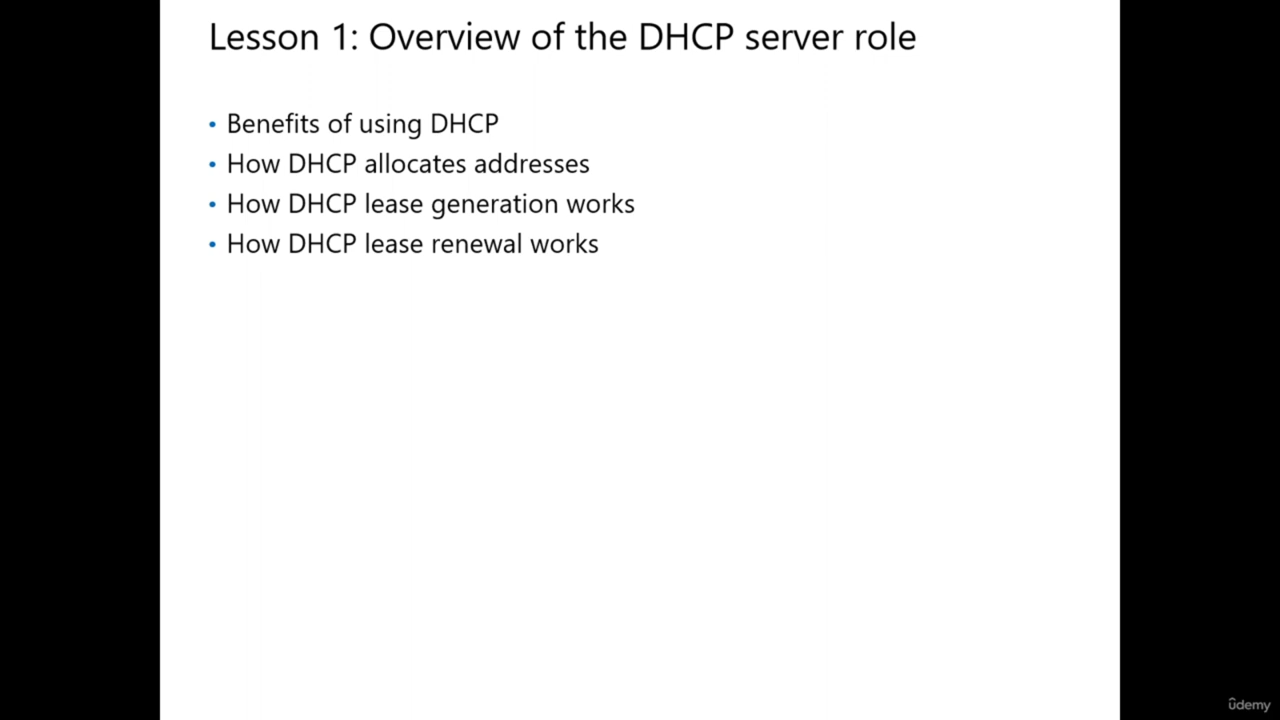 Lesson 1: Overview of the DHCP server role
• Benefits of using DHCP
• How DHCP allocates addresses
• How DHCP lease generation works
• How DHCP lease renewal works
ûdemy